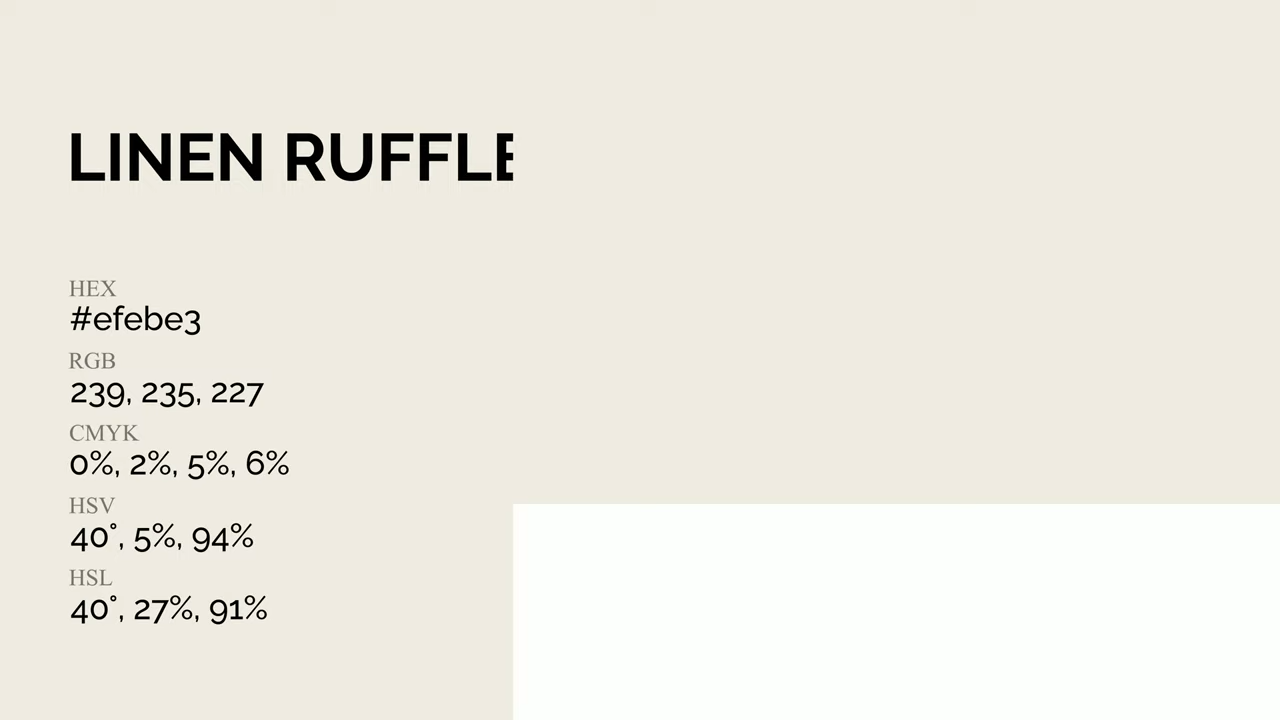 LINEN RUFFLE
HEX
#efebe3
RGB
239, 235, 227
CMYK
0%, 2%, 5%, 6%
HSV
40°, 5%, 94%
HSL
40°, 27%, 91%